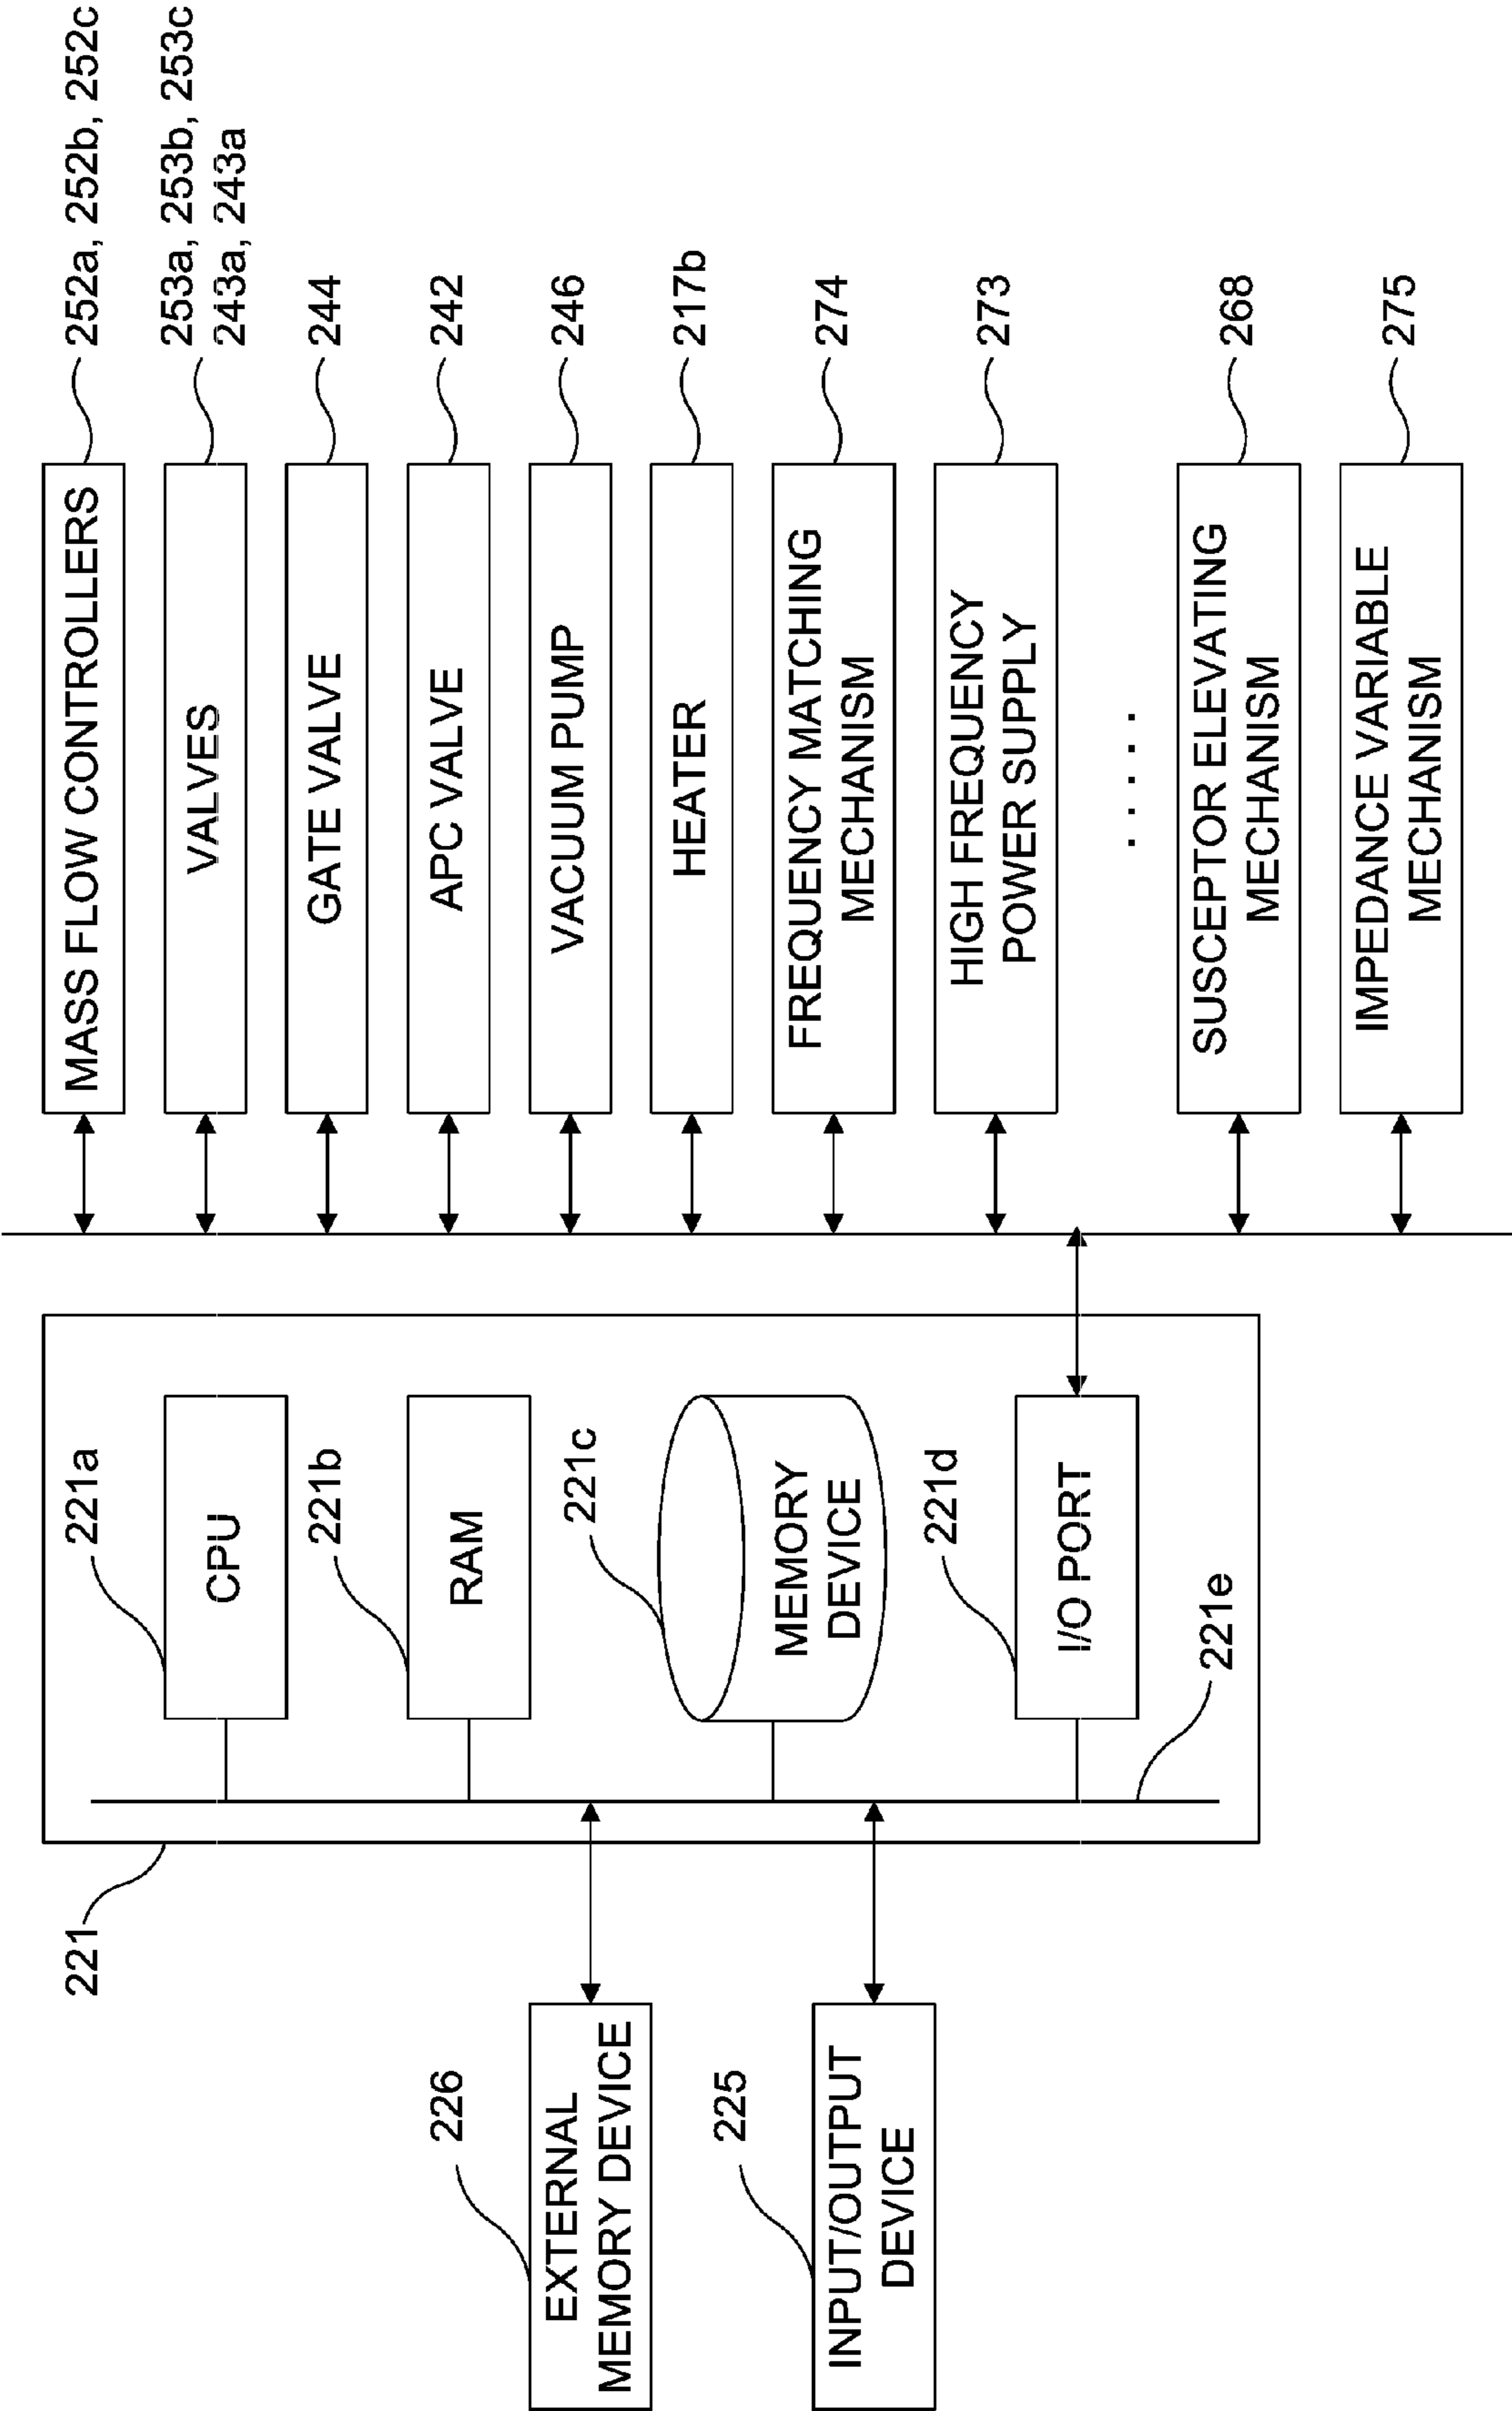 221
221a
CPU
221b
RAM
221c
MEMORY
DEVICE
221d
I/O PORT
221e
226
EXTERNAL
MEMORY DEVICE
225
INPUT/OUTPUT
DEVICE
MASS FLOW CONTROLLERS
252a, 252b, 252c
VALVES
253a, 253b, 253c
243a, 243a
GATE VALVE
244
APC VALVE
242
VACUUM PUMP
246
HEATER
217b
FREQUENCY MATCHING
MECHANISM
274
HIGH FREQUENCY
POWER SUPPLY
273
.....
SUSCEPTOR ELEVATING
MECHANISM
268
IMPEDANCE VARIABLE
MECHANISM
275